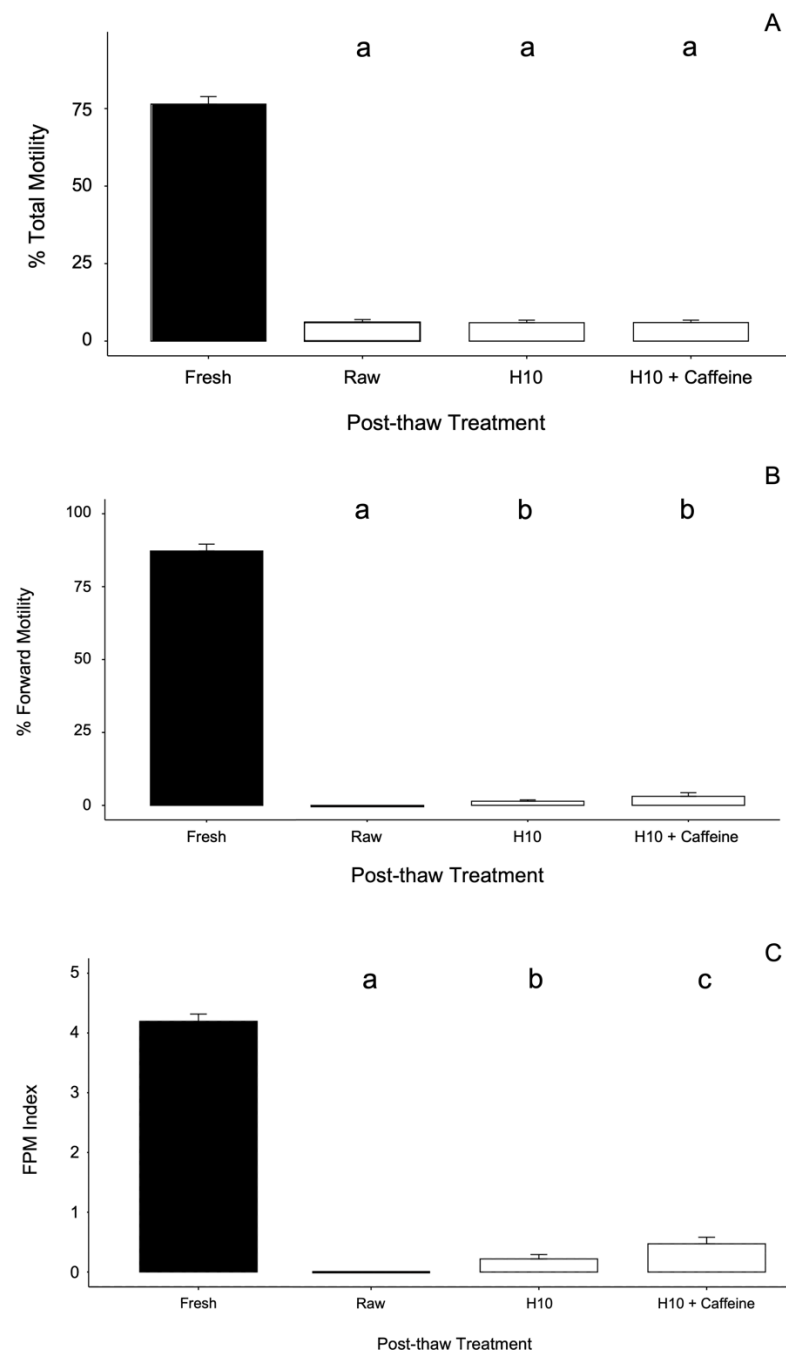 A
a a a
% Total Motility
75
50
25
0
Fresh Raw H10 H10 + Caffeine
Post-thaw Treatment
B
a b b
% Forward Motility
100
75
50
25
0
Fresh Raw H10 H10 + Caffeine
Post-thaw Treatment
C
a b c
FPM Index
5
4
3
2
1
0
Fresh Raw H10 H10 + Caffeine
Post-thaw Treatment